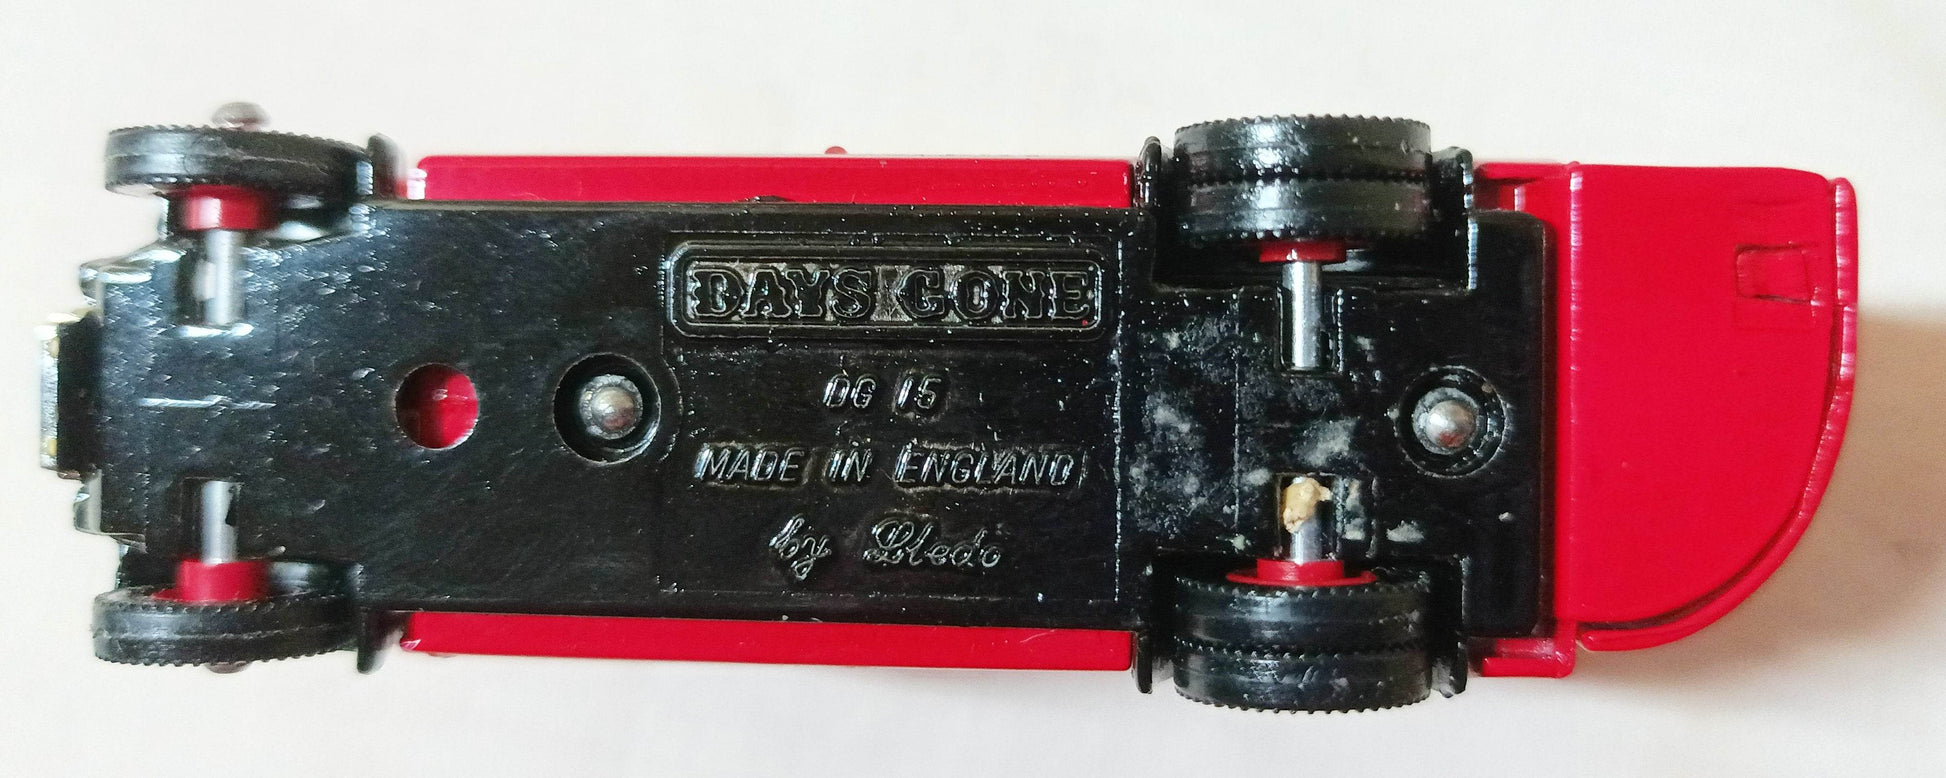 DAYS GONE
DG 15
MADE IN ENGLAND
by Lledo